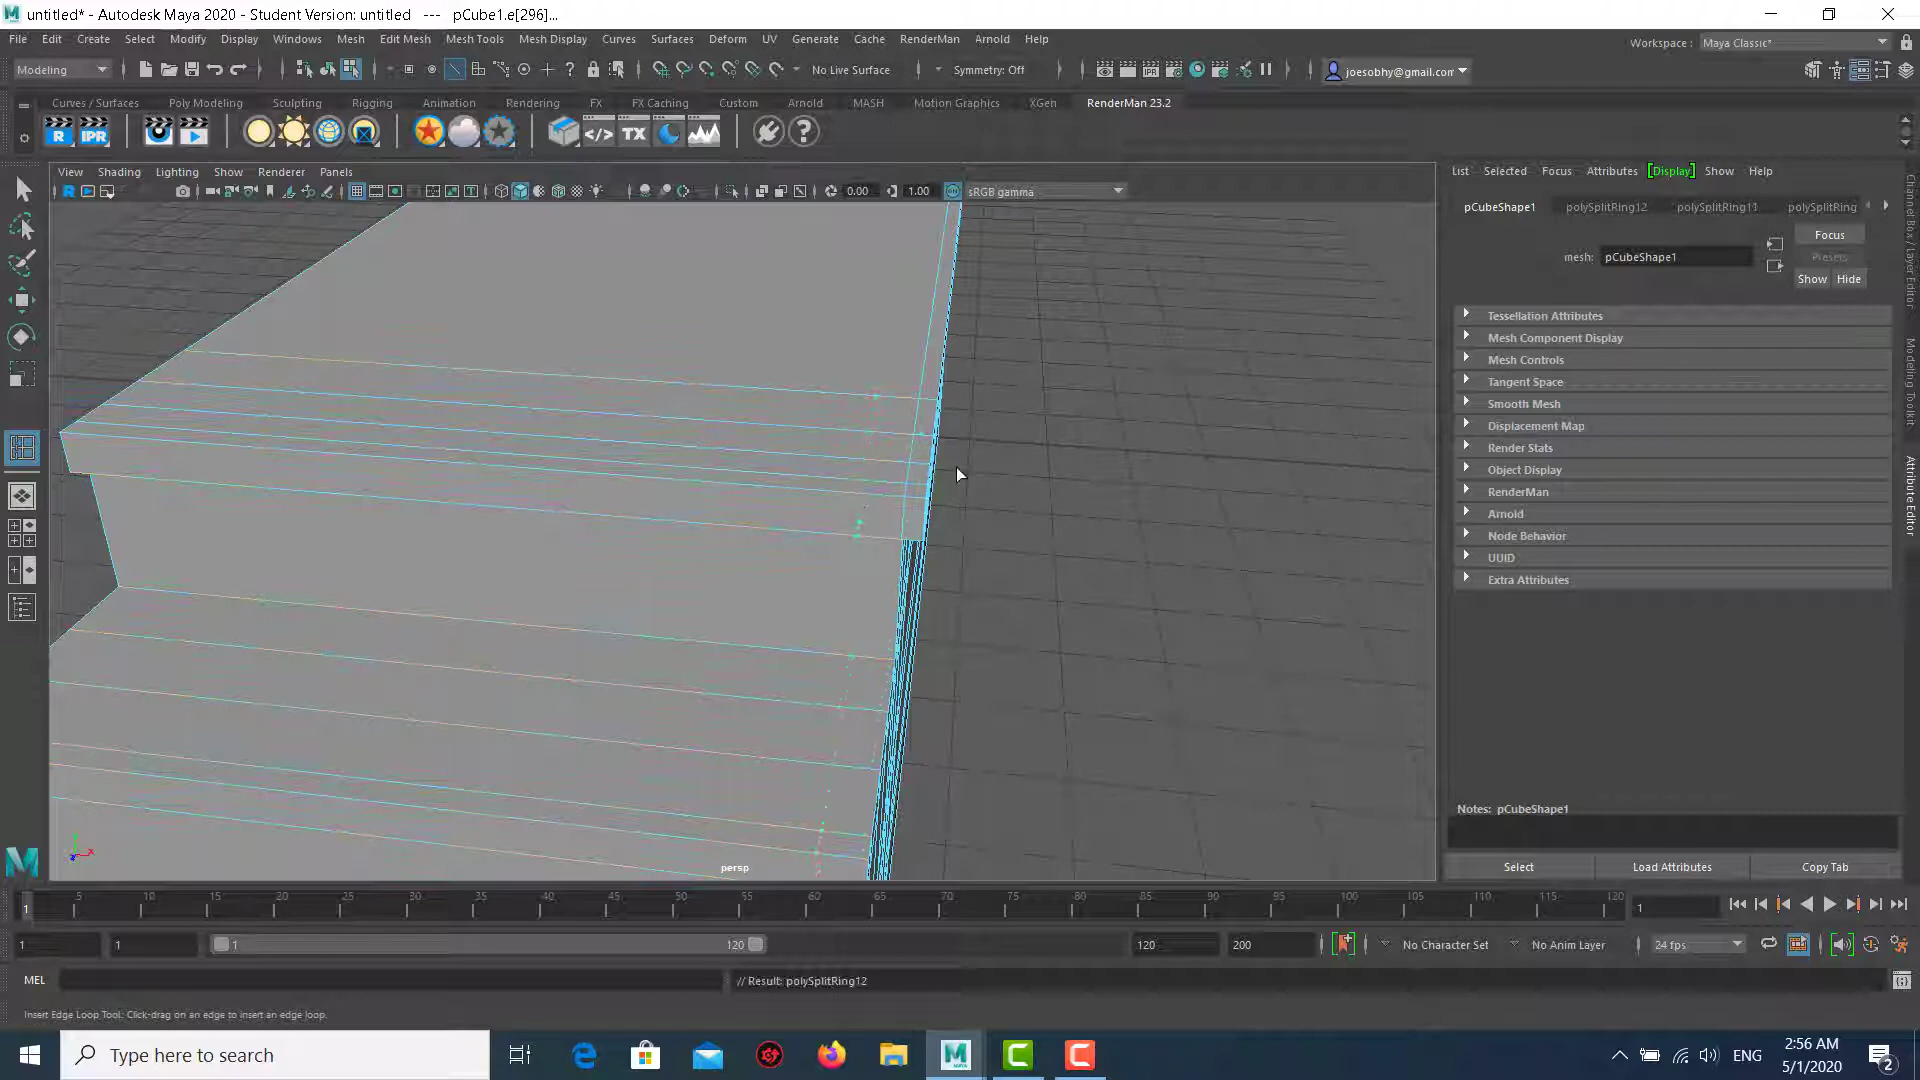 untitled* - Autodesk Maya 2020 - Student Version: untitled   ---   pCube1.e[296]...
File Edit Create Select Modify Display Windows Mesh Edit Mesh Mesh Tools Mesh Display Curves Surfaces Deform UV Generate Cache RenderMan Arnold Help
Workspace : Maya Classic*
Modeling No Live Surface Symmetry: Off joesobhy@gmail.com
Curves / Surfaces Poly Modeling Sculpting Rigging Animation Rendering FX FX Caching Custom Arnold MASH Motion Graphics XGen RenderMan 23.2
R IPR </> TX ?
View Shading Lighting Show Renderer Panels
0.00 1.00 sRGB gamma
List Selected Focus Attributes [Display] Show Help
pCubeShape1 polySplitRing12 polySplitRing11 polySplitRing
Focus
mesh: pCubeShape1
Presets
Show Hide
Tessellation Attributes
Mesh Component Display
Mesh Controls
Tangent Space
Smooth Mesh
Displacement Map
Render Stats
Object Display
RenderMan
Arnold
Node Behavior
UUID
Extra Attributes
Notes: pCubeShape1
Select Load Attributes Copy Tab
Channel Box / Layer Editor
Modeling Toolkit
Attribute Editor
persp
5 10 15 20 25 30 35 40 45 50 55 60 65 70 75 80 85 90 95 100 105 110 115 120
1 1
1 1 1 120 120 200 No Character Set No Anim Layer 24 fps
MEL // Result: polySplitRing12
Insert Edge Loop Tool: Click-drag on an edge to insert an edge loop.
Type here to search
ENG 2:56 AM
5/1/2020 2